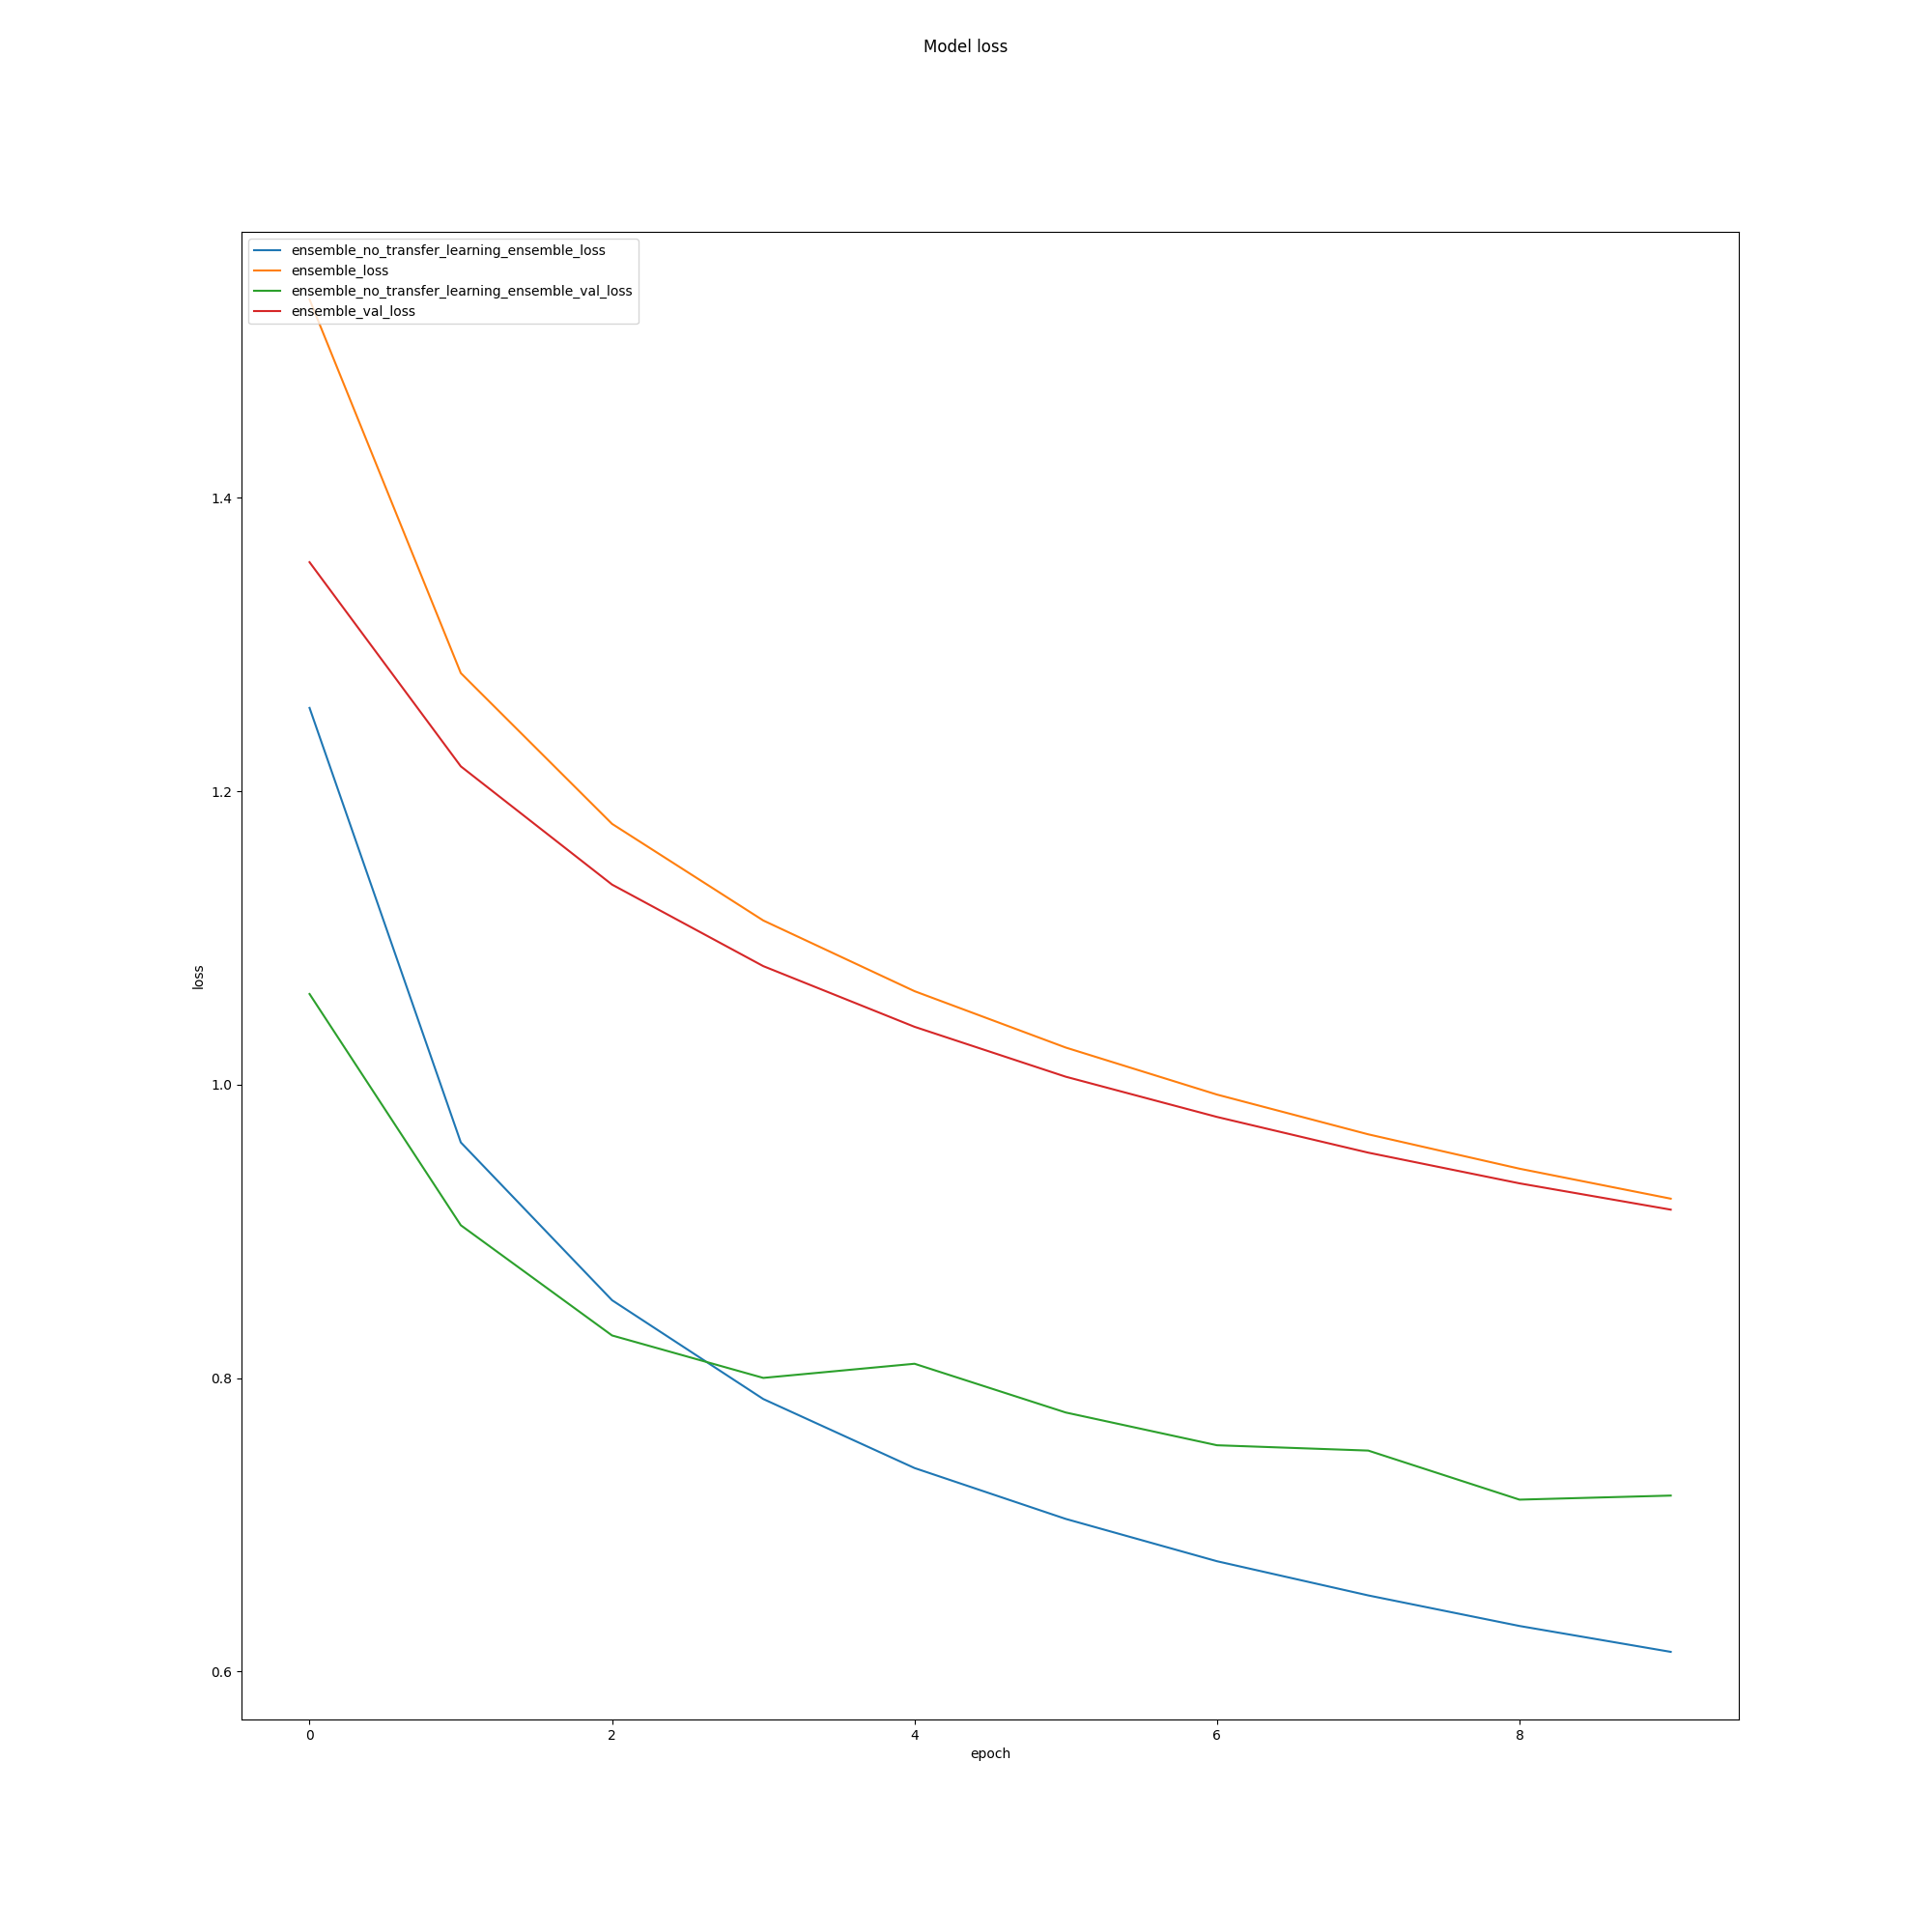 Model loss
ensemble_no_transfer_learning_ensemble_loss
ensemble_loss
ensemble_no_transfer_learning_ensemble_val_loss
ensemble_val_loss
1.4
1.2
1.0
0.8
0.6
loss
0 2 4 6 8
epoch